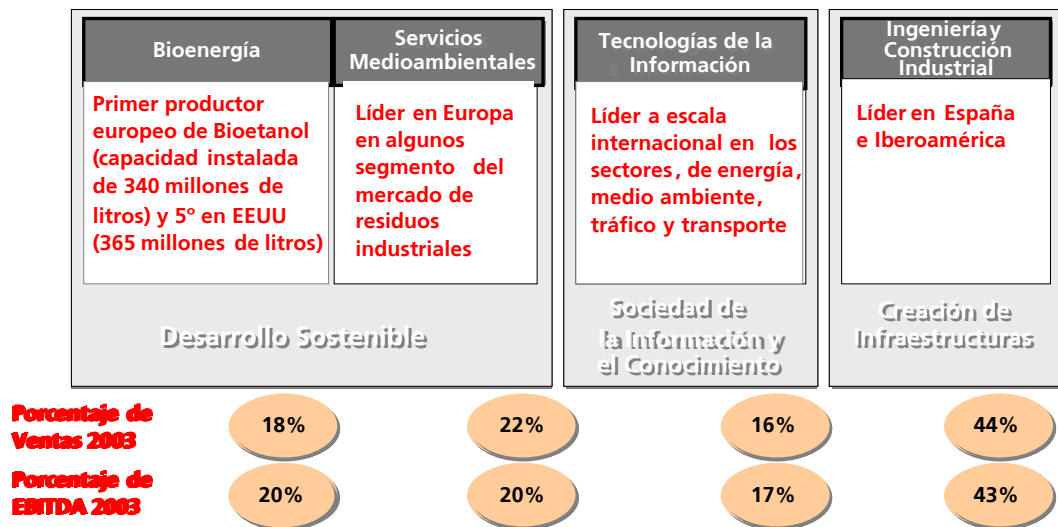 Bioenergía
Servicios
Medioambientales
Tecnologías de la
Información
Ingeniería y
Construcción
Industrial
Primer productor
europeo de Bioetanol
(capacidad instalada
de 340 millones de
litros) y 5º en EEUU
(365 millones de litros)
Líder en Europa
en algunos
segmento del
mercado de
residuos
industriales
Líder a escala
internacional en los
sectores, de energía,
medio ambiente,
tráfico y transporte
Líder en España
e Iberoamérica
Desarrollo Sostenible
Sociedad de
la Información y
el Conocimiento
Creación de
Infraestructuras
Porcentaje de
Ventas 2003
18%
22%
16%
44%
Porcentaje de
EBITDA 2003
20%
20%
17%
43%